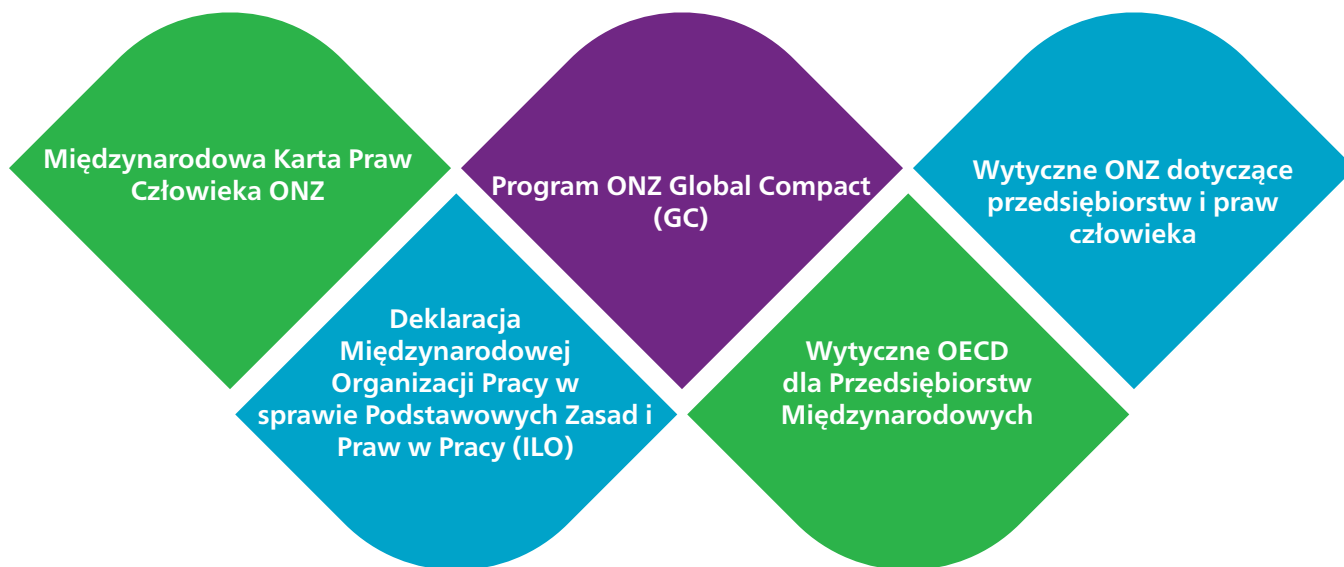 Międzynarodowa Karta Praw
Człowieka ONZ
Deklaracja
Międzynarodowej
Organizacji Pracy w
sprawie Podstawowych Zasad i
Praw w Pracy (ILO)
Program ONZ Global Compact
(GC)
Wytyczne OECD
dla Przedsiębiorstw
Międzynarodowych
Wytyczne ONZ dotyczące
przedsiębiorstw i praw
człowieka